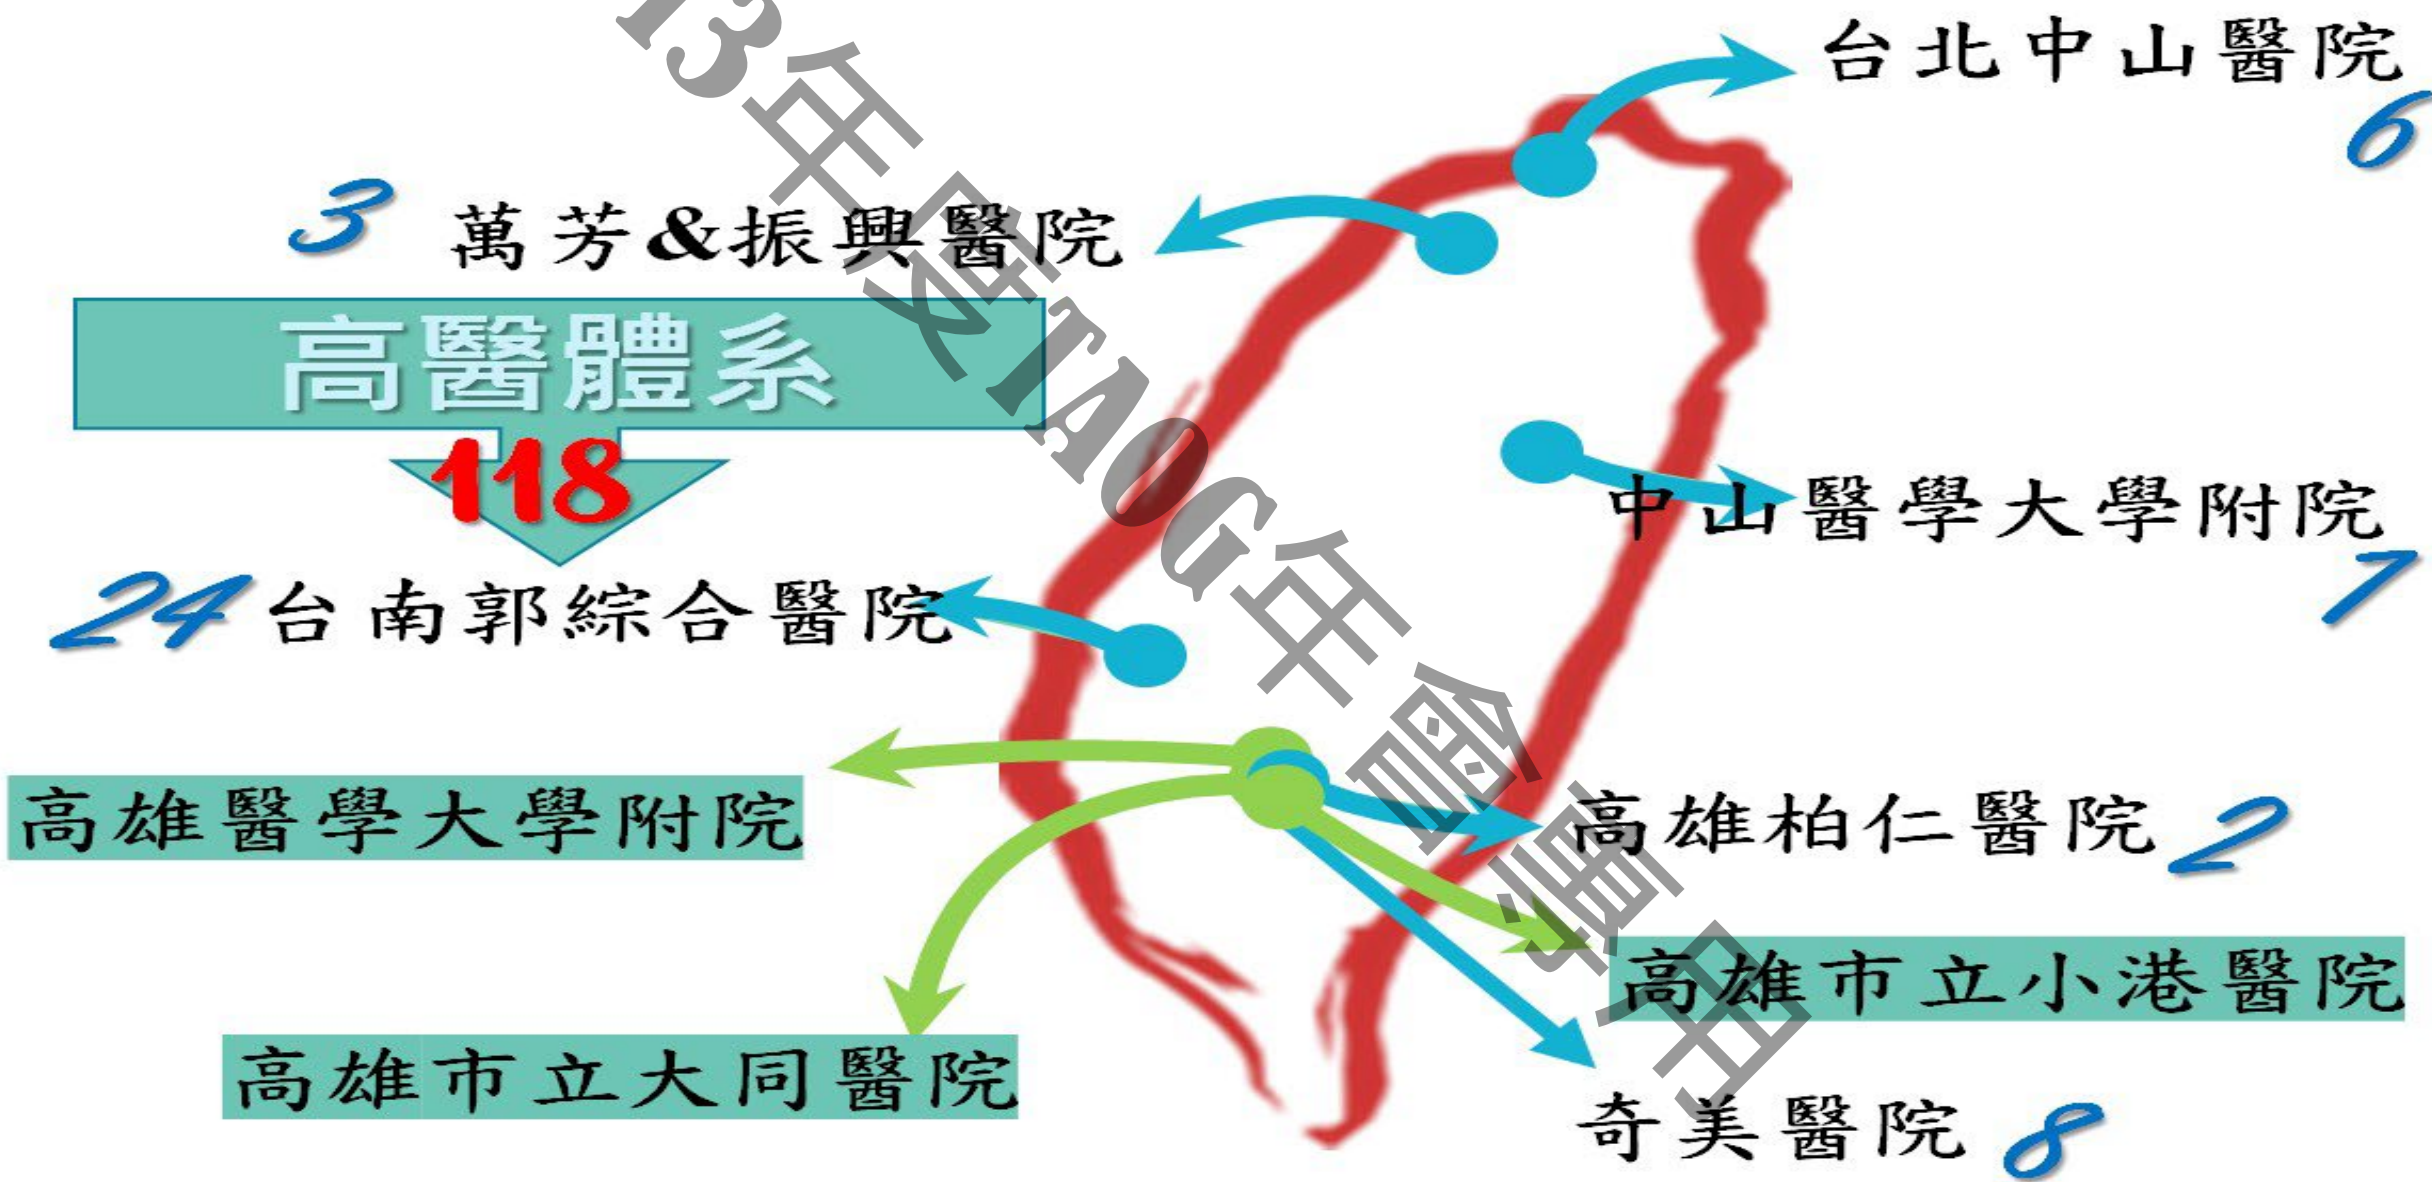 台北中山醫院
6
3 萬芳&振興醫院
高醫體系
118
中山醫學大學附院
1
24 台南郭綜合醫院
高雄醫學大學附院
高雄柏仁醫院 2
高雄市立小港醫院
高雄市立大同醫院
奇美醫院 8
13年度TAOG年會專用